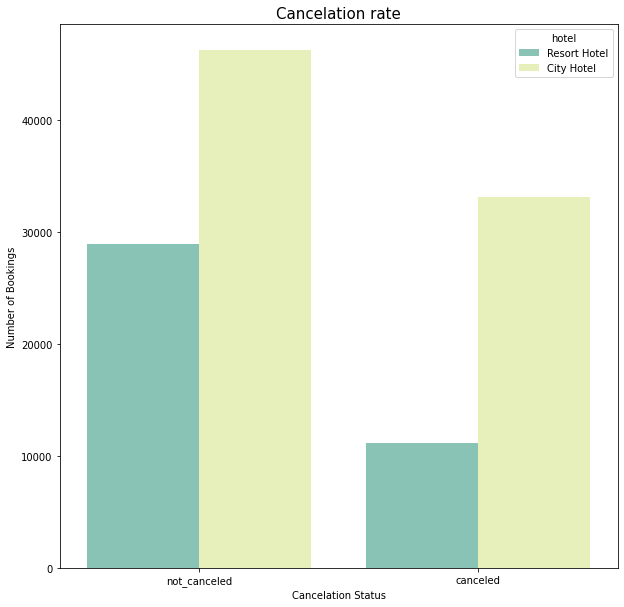 Cancelation rate
hotel
Resort Hotel
City Hotel
Number of Bookings
40000
30000
20000
10000
0
not_canceled
canceled
Cancelation Status